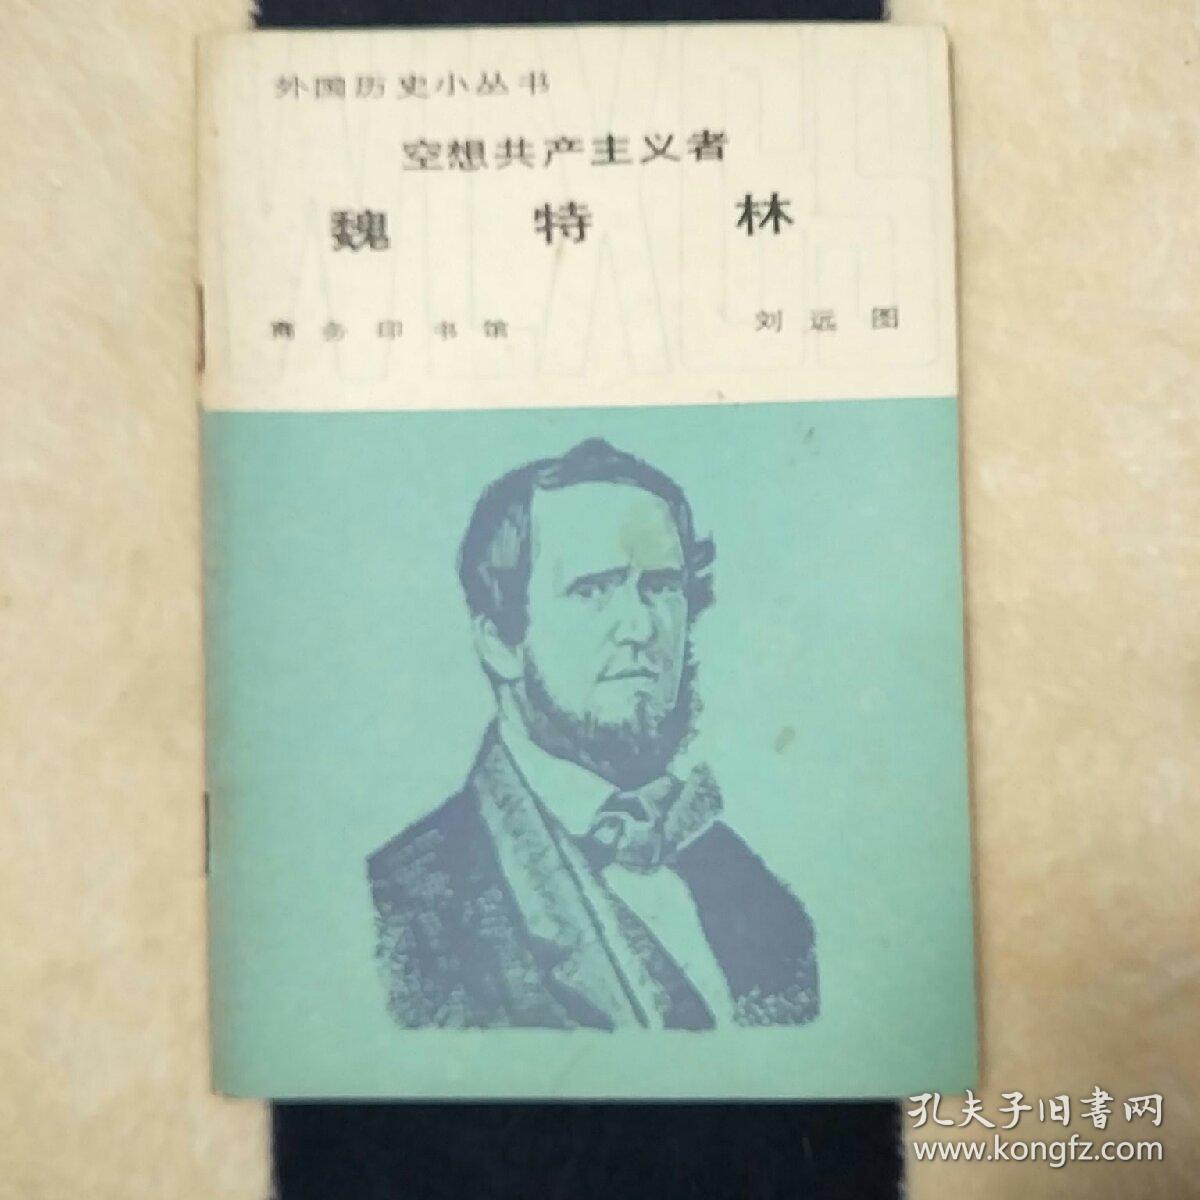 外国历史小丛书
空想共产主义者
魏特林
商务印书馆 刘远图
孔夫子旧書网
www.kongfz.com